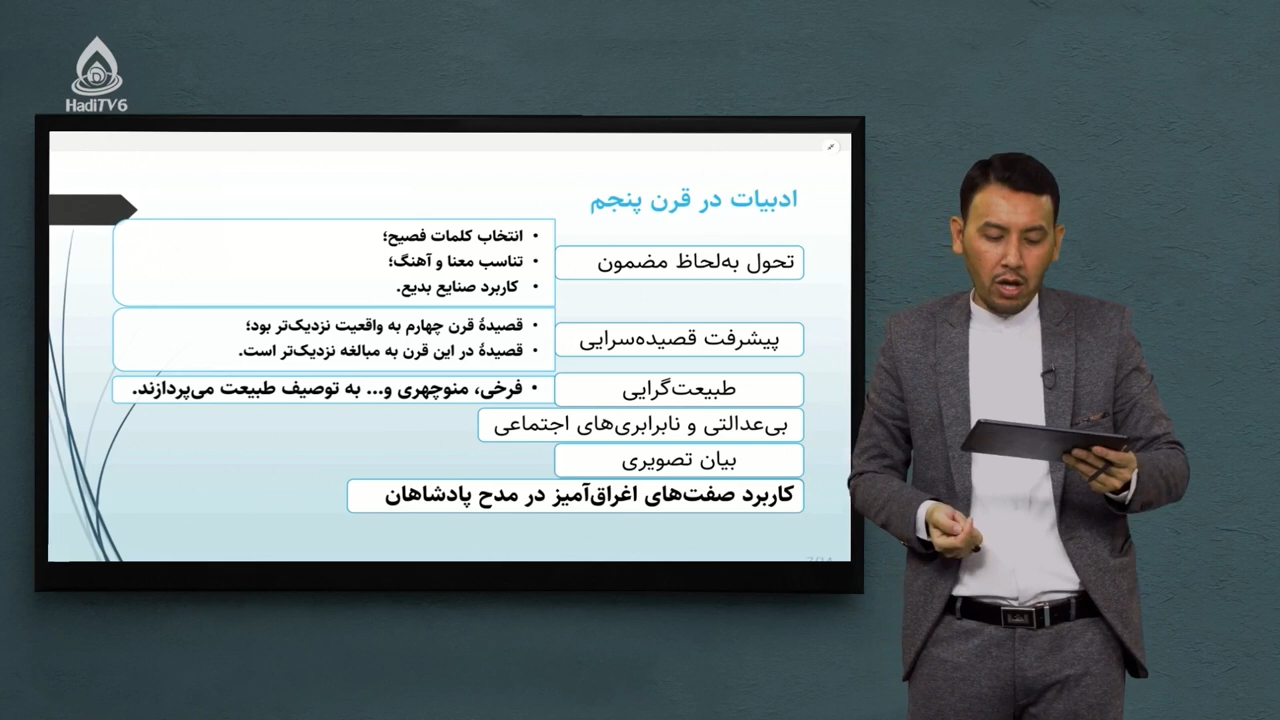 HadiTV6
ادبیات در قرن پنجم
تحول به‌لحاظ مضمون
• انتخاب کلمات فصیح؛
• تناسب معنا و آهنگ؛
• کاربرد صنایع بدیع.
پیشرفت قصیده‌سرایی
• قصیدهٔ قرن چهارم به واقعیت نزدیک‌تر بود؛
• قصیدهٔ در این قرن به مبالغه نزدیک‌تر است.
طبیعت‌گرایی
• فرخی، منوچهری و... به توصیف طبیعت می‌پردازند.
بی‌عدالتی و نابرابری‌های اجتماعی
بیان تصویری
کاربرد صفت‌های اغراق‌آمیز در مدح پادشاهان